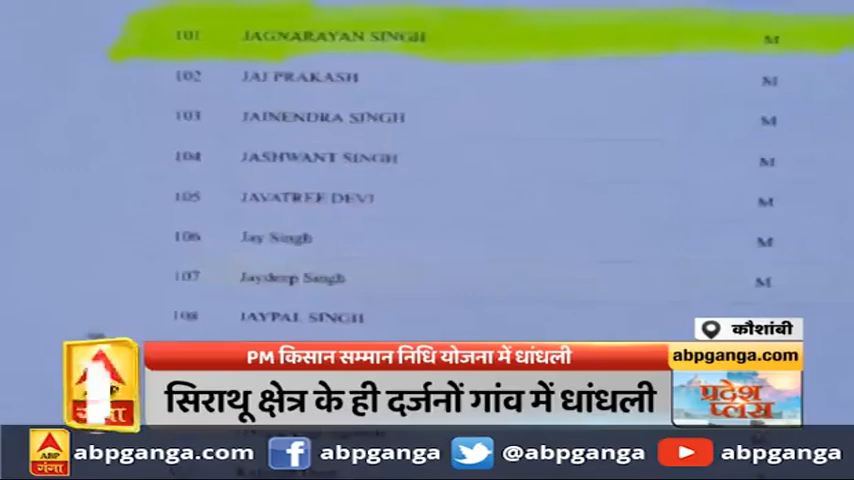 101 JAGNARAYAN SINGH M
102 JAI PRAKASH M
103 JAINENDRA SINGH M
104 JASHWANT SINGH M
105 JAVATREE DEVI M
106 Jay Singh M
107 Jaydeep Singh M
108 JAYPAL SINGH
कौशांबी
PM किसान सम्मान निधि योजना में धांधली
abpganga.com
सिराथू क्षेत्र के ही दर्जनों गांव में धांधली
प्रदेश
प्लस
abp गंगा abpganga.com abpganga @abpganga abpganga